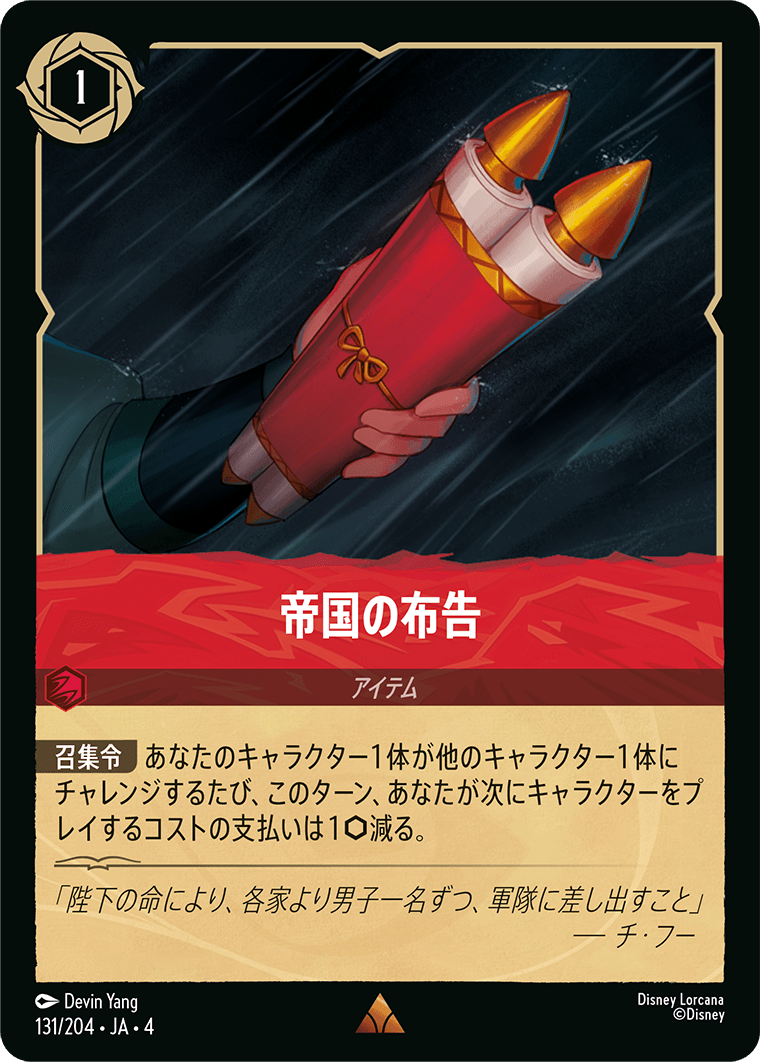 1
帝国の布告
アイテム
召集令 あなたのキャラクター1体が他のキャラクター1体に
チャレンジするたび、このターン、あなたが次にキャラクターをプ
レイするコストの支払いは1⬡減る。
「陛下の命により、各家より男子一名ずつ、軍隊に差し出すこと」
── チ・フー
Devin Yang
131/204 • JA • 4
Disney Lorcana
©Disney